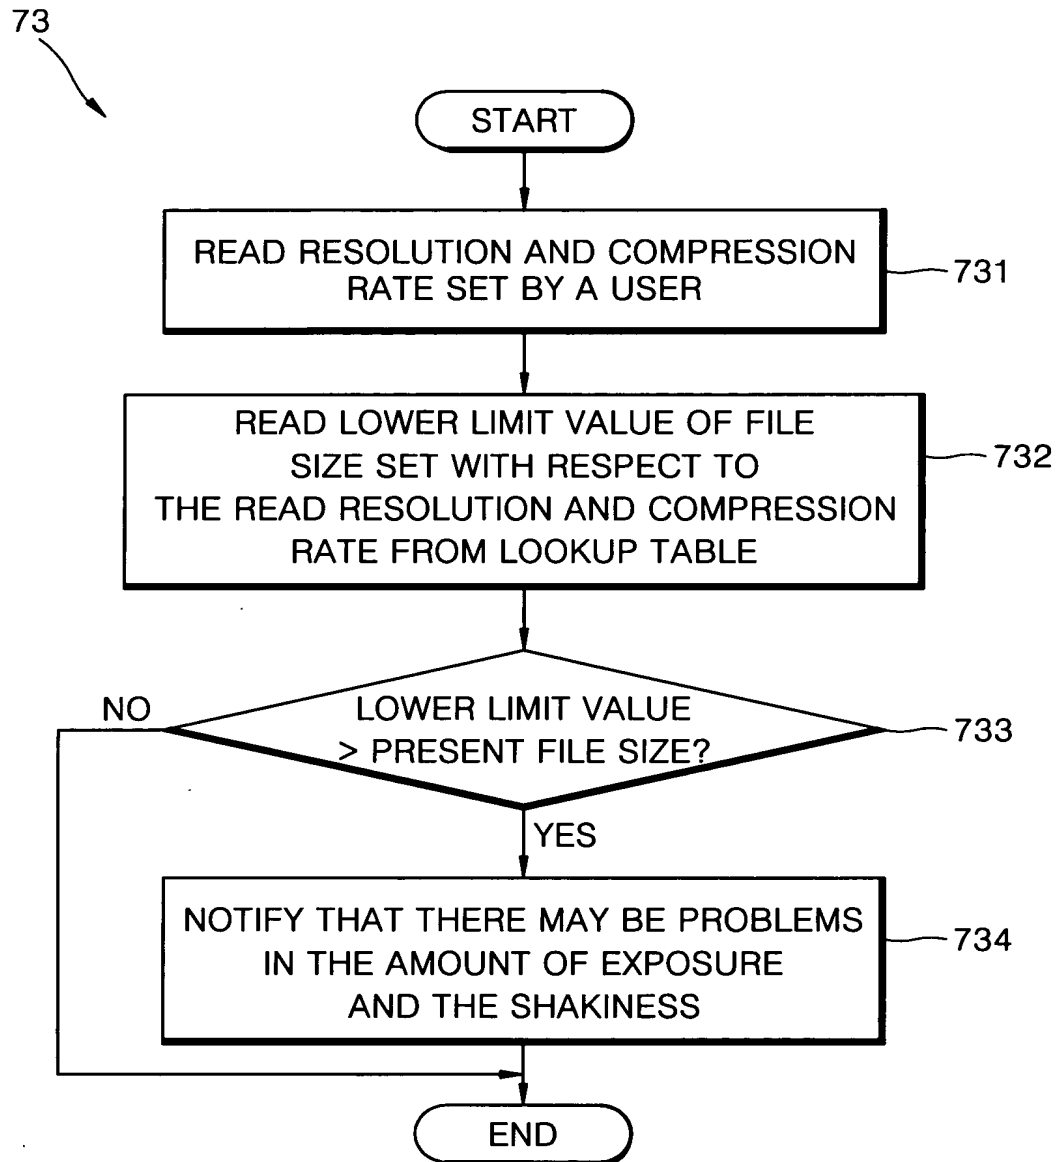 73
START
READ RESOLUTION AND COMPRESSION
RATE SET BY A USER
731
READ LOWER LIMIT VALUE OF FILE
SIZE SET WITH RESPECT TO
THE READ RESOLUTION AND COMPRESSION
RATE FROM LOOKUP TABLE
732
NO
LOWER LIMIT VALUE
> PRESENT FILE SIZE?
733
YES
NOTIFY THAT THERE MAY BE PROBLEMS
IN THE AMOUNT OF EXPOSURE
AND THE SHAKINESS
734
END